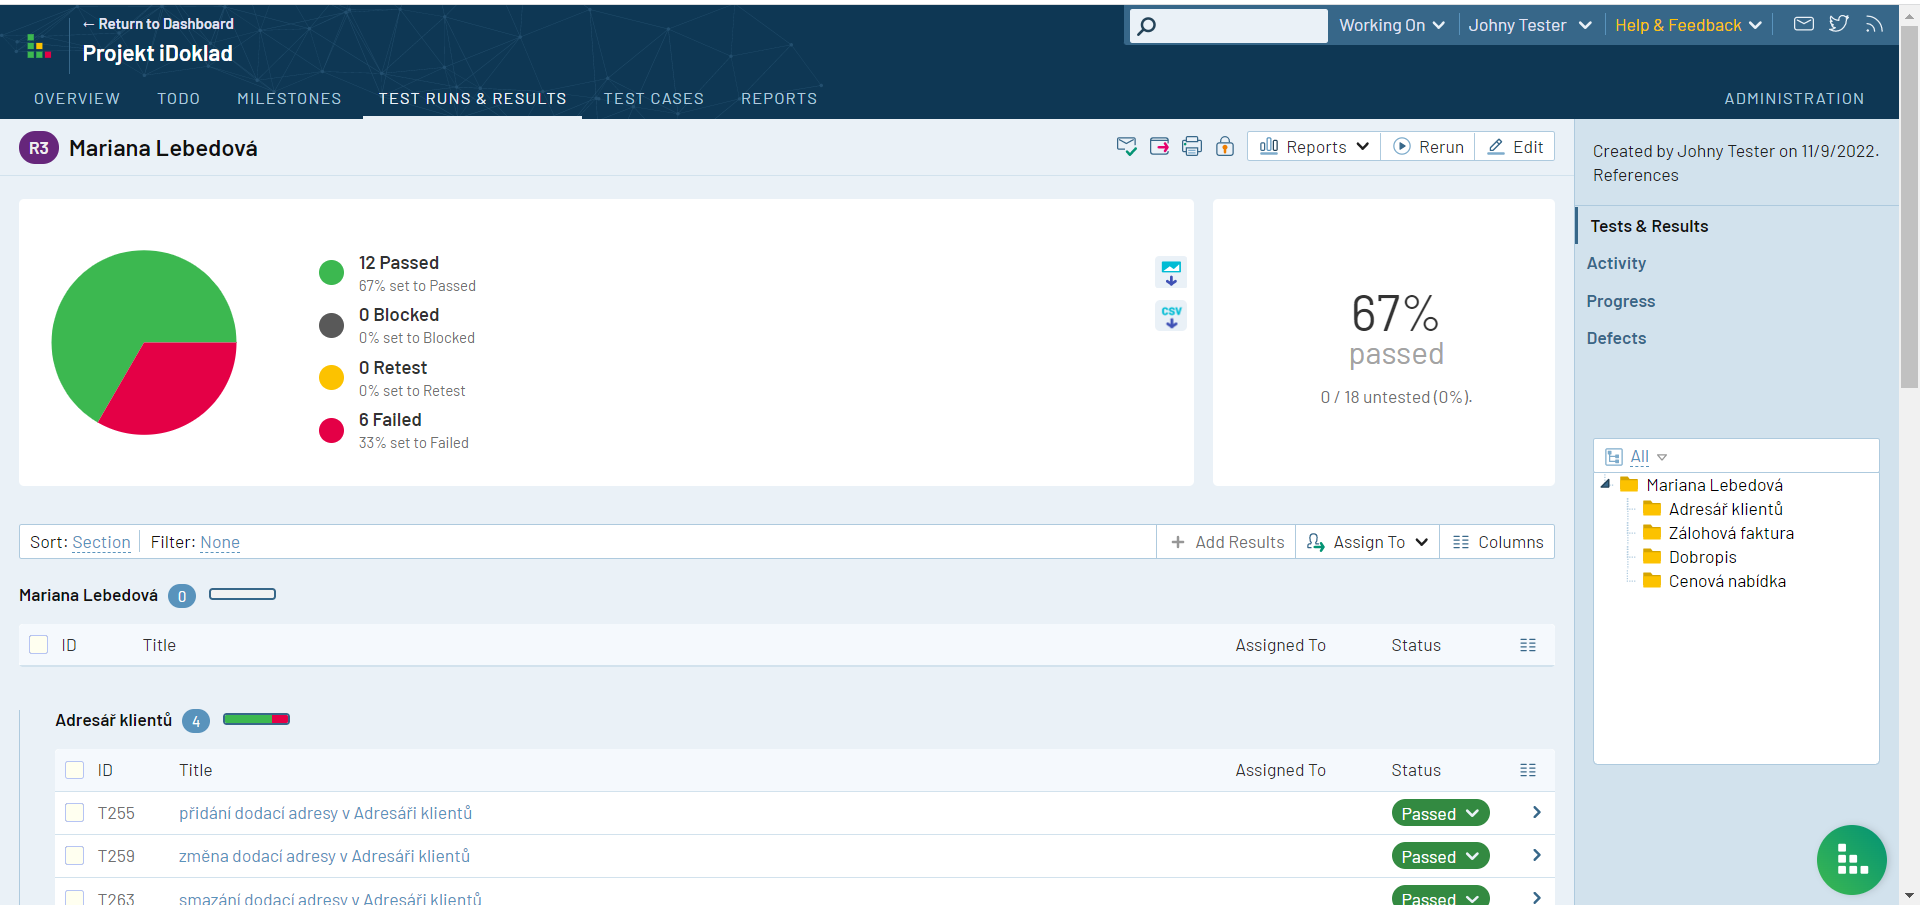 ← Return to Dashboard
Projekt iDoklad
Working On
Johny Tester
Help & Feedback
OVERVIEW
TODO
MILESTONES
TEST RUNS & RESULTS
TEST CASES
REPORTS
ADMINISTRATION
R3
Mariana Lebedová
Reports
Rerun
Edit
Created by Johny Tester on 11/9/2022.
References
Tests & Results
Activity
Progress
Defects
12 Passed
67% set to Passed
0 Blocked
0% set to Blocked
0 Retest
0% set to Retest
6 Failed
33% set to Failed
CSV
67%
passed
0 / 18 untested (0%).
All
Mariana Lebedová
Adresář klientů
Zálohová faktura
Dobropis
Cenová nabídka
Sort: Section
Filter: None
Add Results
Assign To
Columns
Mariana Lebedová 0
ID Title Assigned To Status
Adresář klientů 4
ID Title Assigned To Status
T255 přidání dodací adresy v Adresáři klientů Passed
T259 změna dodací adresy v Adresáři klientů Passed
T263 smazání dodací adresy v Adresáři klientů Passed